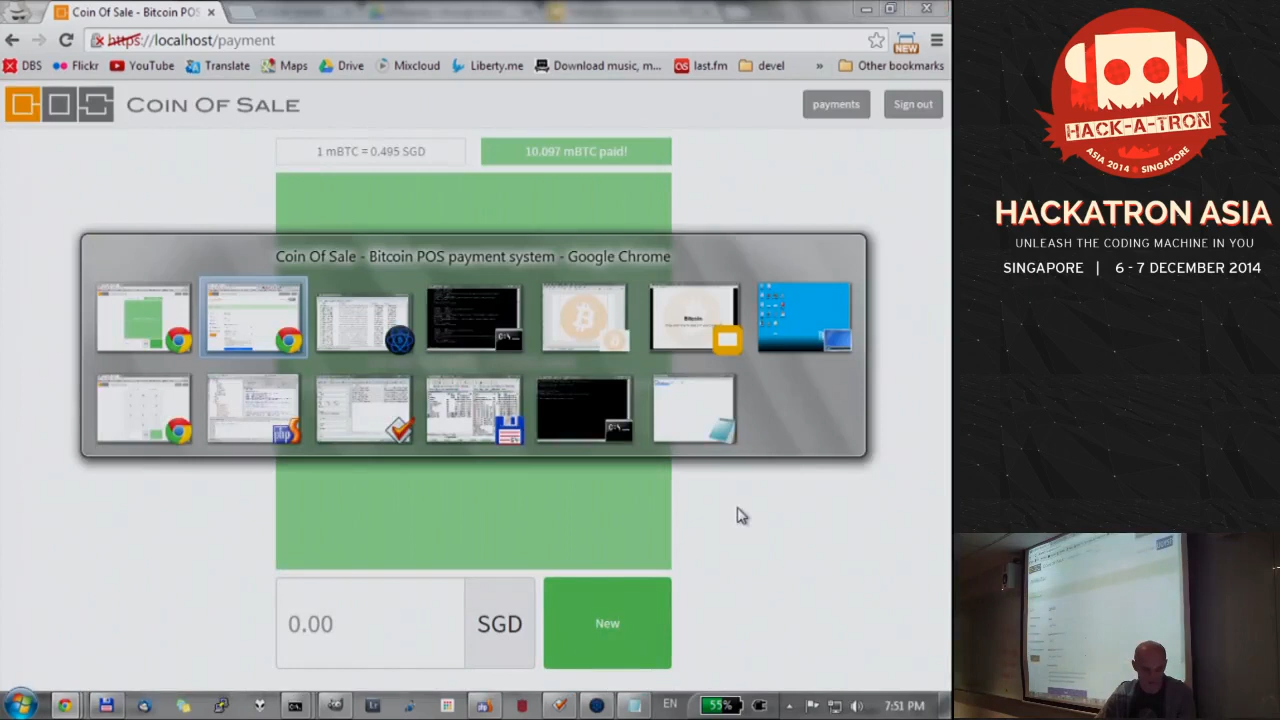 Coin Of Sale - Bitcoin POS
https://localhost/payment
NEW
DBS
Flickr
YouTube
Translate
Maps
Drive
Mixcloud
Liberty.me
Download music, m...
last.fm
devel
»
Other bookmarks
COIN OF SALE
payments
Sign out
1 mBTC = 0.495 SGD
10.097 mBTC paid!
Coin Of Sale - Bitcoin POS payment system - Google Chrome
0.00
SGD
New
EN
55%
7:51 PM
HACK-A-TRON
ASIA 2014 SINGAPORE
HACKATRON ASIA
UNLEASH THE CODING MACHINE IN YOU
SINGAPORE | 6 - 7 DECEMBER 2014